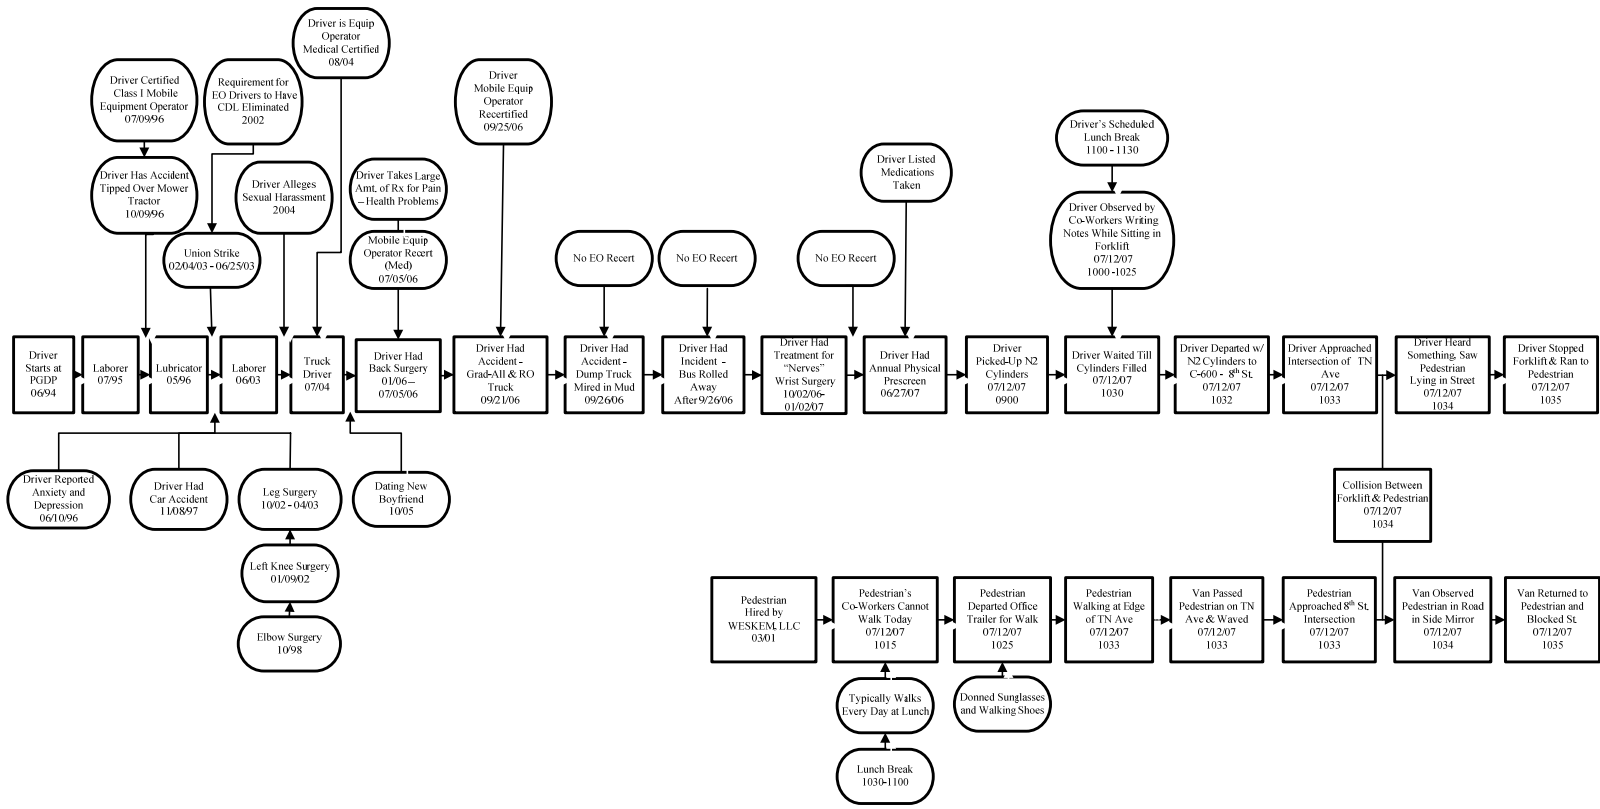 Driver is Equip
Operator
Medical Certified
08/04
Driver Certified
Class I Mobile
Equipment Operator
07/09/96
Requirement for
EO Drivers to Have
CDL Eliminated
2002
Driver
Mobile Equip
Operator
Recertified
09/25/06
Driver's Scheduled
Lunch Break
1100 - 1130
Driver Has Accident
Tipped Over Mower
Tractor
10/09/96
Driver Alleges
Sexual Harassment
2004
Driver Takes Large
Amt. of Rx for Pain
– Health Problems
Driver Listed
Medications
Taken
Driver Observed by
Co-Workers Writing
Notes While Sitting in
Forklift
07/12/07
1000 -1025
Union Strike
02/04/03 - 06/25/03
Mobile Equip
Operator Recert
(Med)
07/05/06
No EO Recert
No EO Recert
No EO Recert
Driver
Starts at
PGDP
06/94
Laborer
07/95
Lubricator
05/96
Laborer
06/03
Truck
Driver
07/04
Driver Had
Back Surgery
01/06 –
07/05/06
Driver Had
Accident -
Grad-All & RO
Truck
09/21/06
Driver Had
Accident -
Dump Truck
Mired in Mud
09/26/06
Driver Had
Incident -
Bus Rolled
Away
After 9/26/06
Driver Had
Treatment for
“Nerves”
Wrist Surgery
10/02/06-
01/02/07
Driver Had
Annual Physical
Prescreen
06/27/07
Driver
Picked-Up N2
Cylinders
07/12/07
0900
Driver Waited Till
Cylinders Filled
07/12/07
1030
Driver Departed w/
N2 Cylinders to
C-600 - 8th St.
07/12/07
1032
Driver Approached
Intersection of TN
Ave
07/12/07
1033
Driver Heard
Something, Saw
Pedestrian
Lying in Street
07/12/07
1034
Driver Stopped
Forklift & Ran to
Pedestrian
07/12/07
1035
Driver Reported
Anxiety and
Depression
06/10/96
Driver Had
Car Accident
11/08/97
Leg Surgery
10/02 - 04/03
Dating New
Boyfriend
10/05
Collision Between
Forklift & Pedestrian
07/12/07
1034
Left Knee Surgery
01/09/02
Elbow Surgery
10/98
Pedestrian
Hired by
WESKEM, LLC
03/01
Pedestrian's
Co-Workers Cannot
Walk Today
07/12/07
1015
Pedestrian
Departed Office
Trailer for Walk
07/12/07
1025
Pedestrian
Walking at Edge
of TN Ave
07/12/07
1033
Van Passed
Pedestrian on TN
Ave & Waved
07/12/07
1033
Pedestrian
Approached 8th St.
Intersection
07/12/07
1033
Van Observed
Pedestrian in Road
in Side Mirror
07/12/07
1034
Van Returned to
Pedestrian and
Blocked St.
07/12/07
1035
Typically Walks
Every Day at Lunch
Donned Sunglasses
and Walking Shoes
Lunch Break
1030-1100